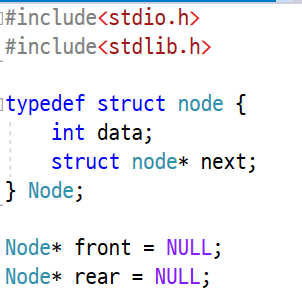 #include<stdio.h>
#include<stdlib.h>
typedef struct node {
int data;
struct node* next;
} Node;
Node* front = NULL;
Node* rear = NULL;